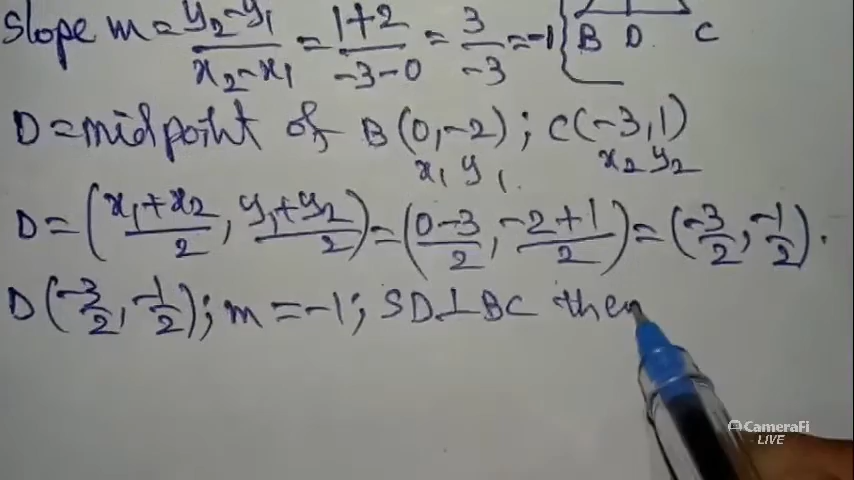 Slope m = y₂-y₁/x₂-x₁ = 1+2/-3-0 = 3/-3 = -1
B D C
D = midpoint of B(0,-2); C(-3,1)
x₁ y₁. x₂ y₂
D = (x₁+x₂/2, y₁+y₂/2) = (0-3/2, -2+1/2) = (-3/2, -1/2).
D(-3/2, -1/2); m = -1; SD⊥BC then
CameraFi
LIVE